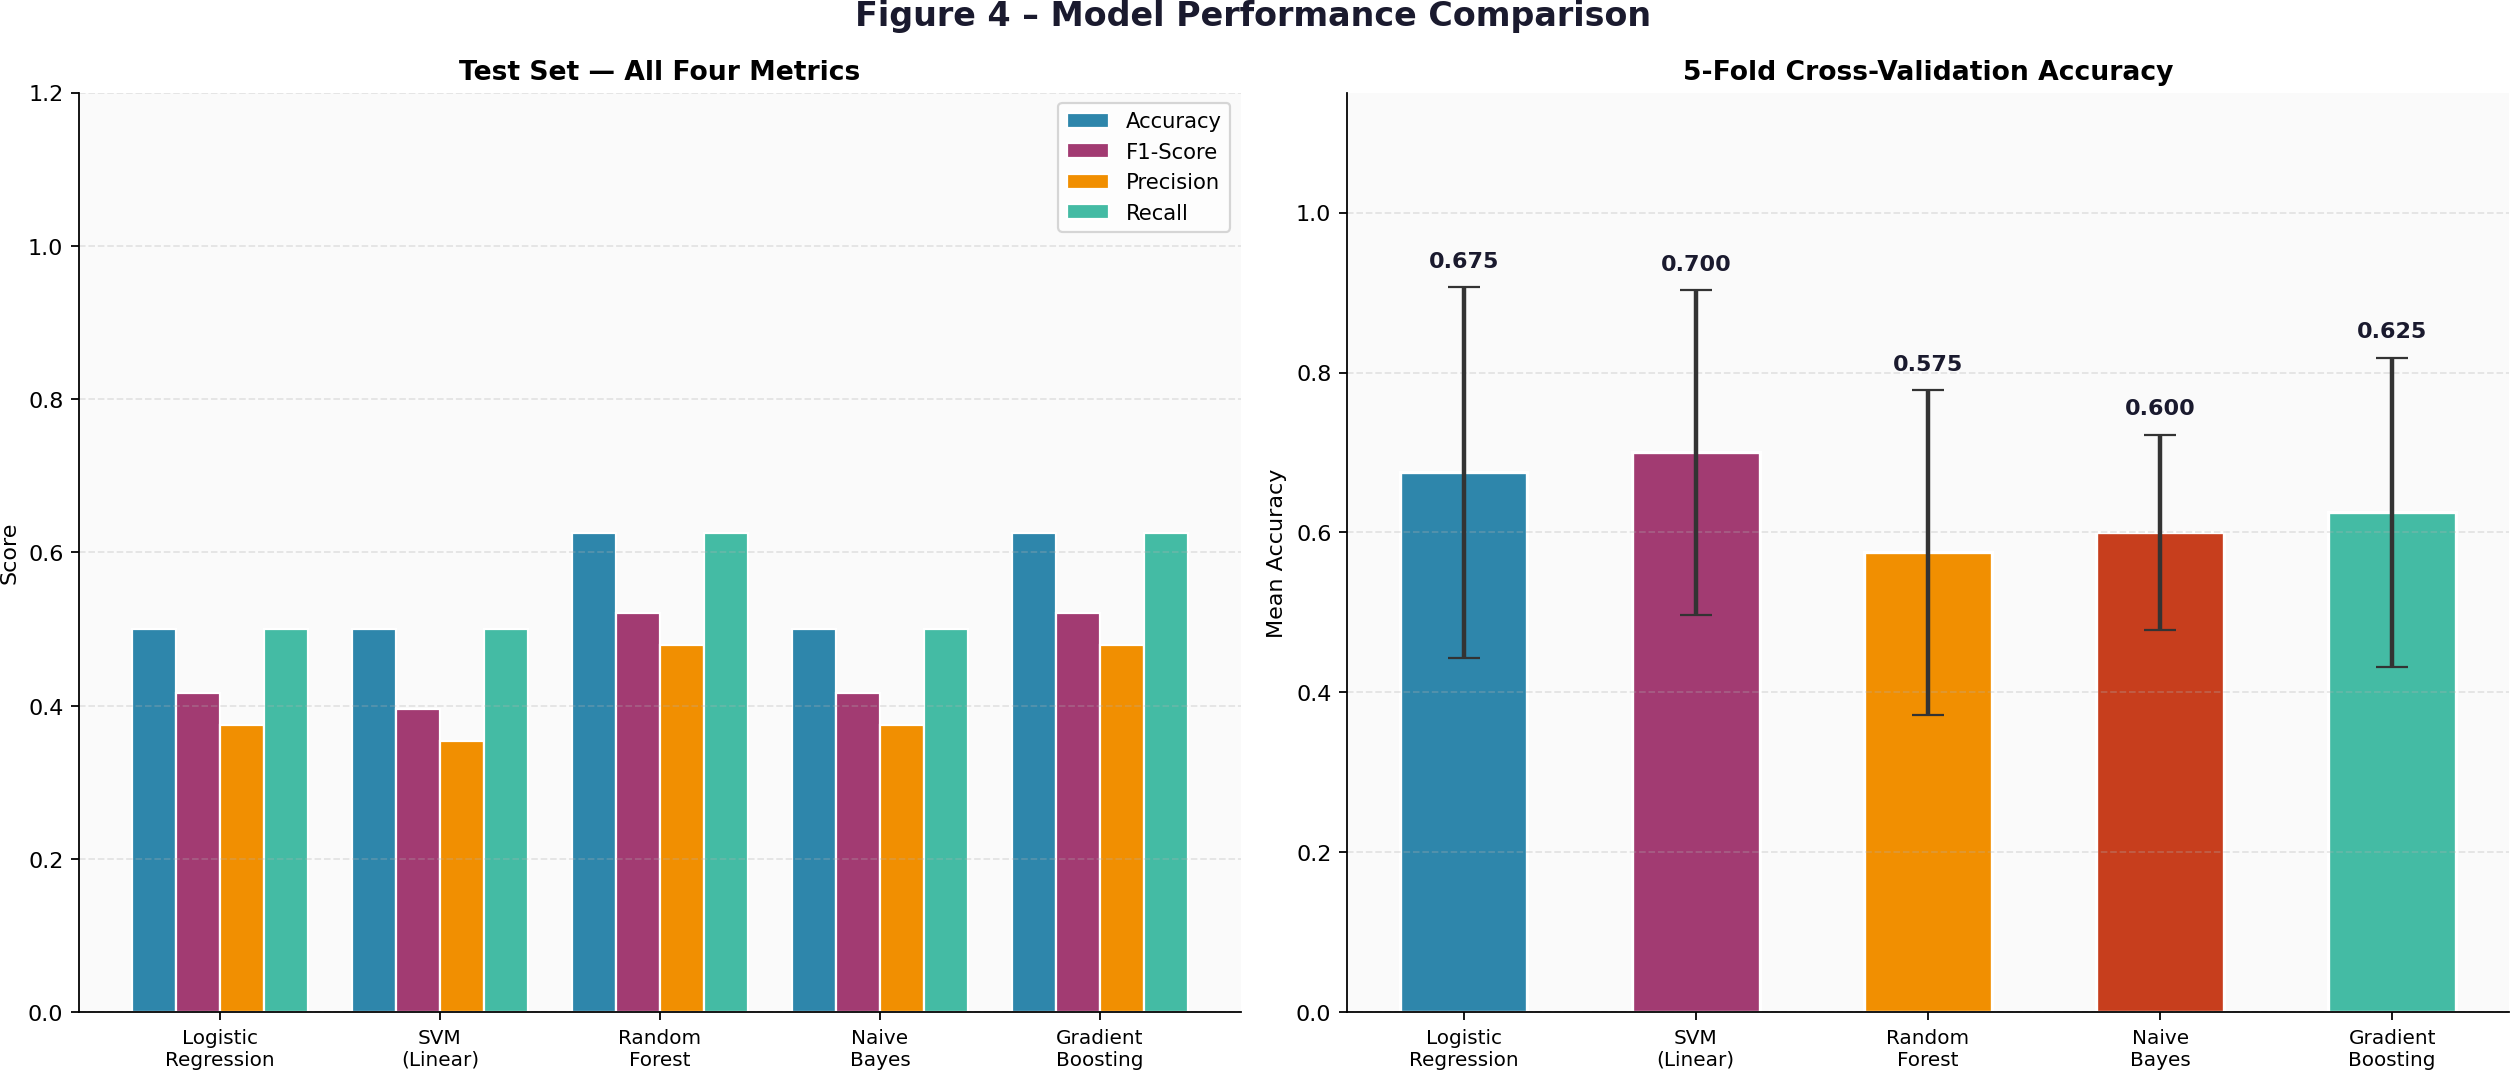 Figure 4 – Model Performance Comparison
Test Set — All Four Metrics
Score
1.2
1.0
0.8
0.6
0.4
0.2
0.0
Accuracy
F1-Score
Precision
Recall
Logistic
Regression
SVM
(Linear)
Random
Forest
Naive
Bayes
Gradient
Boosting
5-Fold Cross-Validation Accuracy
Mean Accuracy
1.0
0.8
0.6
0.4
0.2
0.0
0.675
0.700
0.575
0.600
0.625
Logistic
Regression
SVM
(Linear)
Random
Forest
Naive
Bayes
Gradient
Boosting